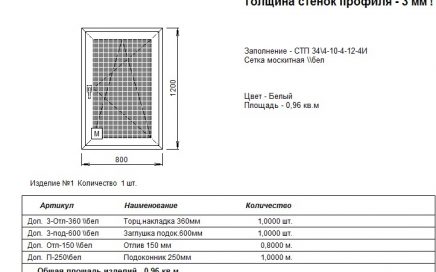 Толщина стенок профиля - 3 мм !
Заполнение - СТП 34\4-10-4-12-4И
Сетка москитная \\бел
1200
Цвет - Белый
Площадь - 0,96 кв.м
М
800
Изделие №1 Количество 1 шт.
Артикул Наименование Количество
Доп. 3-Отп-360 \\бел Торц.накладка 360мм 1,0000 шт.
Доп. 3-под-600 \\бел Заглушка подок.600мм 1,0000 шт.
Доп. Отп-150 \\бел Отлив 150 мм 0,8000 м.
Доп. П-250\бел Подоконник 250мм 1,0000 м.
Общая площадь изделий 0,96 кв.м